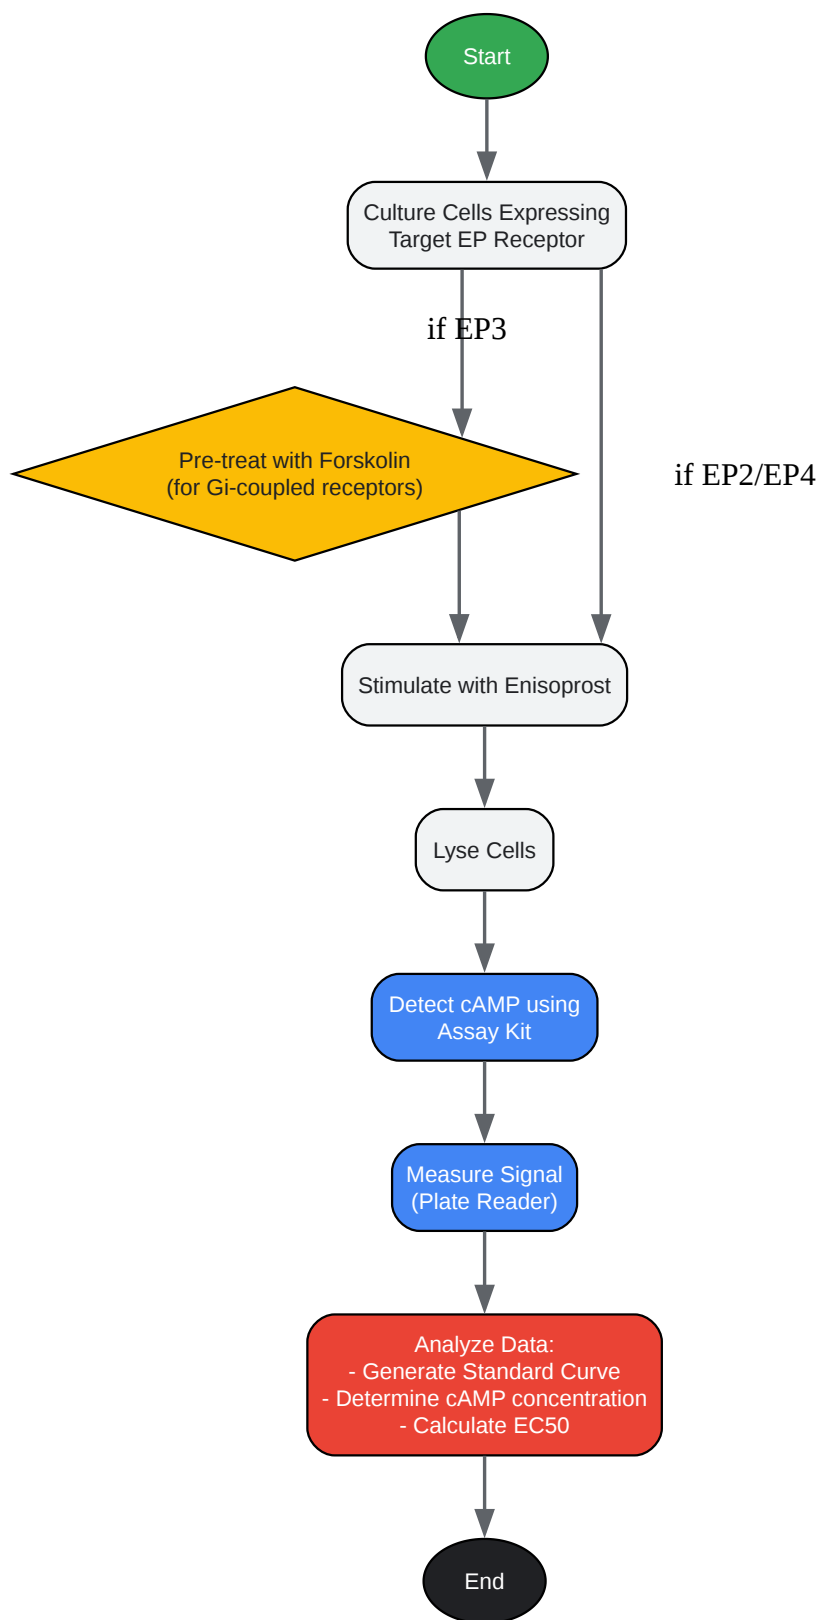 Start
Culture Cells Expressing
Target EP Receptor
if EP3
Pre-treat with Forskolin
(for Gi-coupled receptors)
if EP2/EP4
Stimulate with Enisoprost
Lyse Cells
Detect cAMP using
Assay Kit
Measure Signal
(Plate Reader)
Analyze Data:
- Generate Standard Curve
- Determine cAMP concentration
- Calculate EC50
End